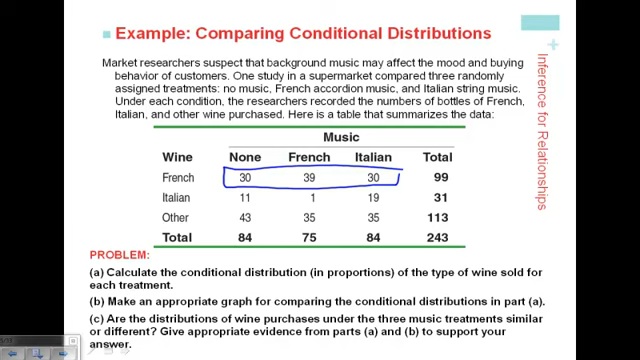 Example: Comparing Conditional Distributions
Market researchers suspect that background music may affect the mood and buying
behavior of customers. One study in a supermarket compared three randomly
assigned treatments: no music, French accordion music, and Italian string music.
Under each condition, the researchers recorded the numbers of bottles of French,
Italian, and other wine purchased. Here is a table that summarizes the data:
Music
Wine None French Italian Total
French 30 39 30 99
Italian 11 1 19 31
Other 43 35 35 113
Total 84 75 84 243
PROBLEM:
(a) Calculate the conditional distribution (in proportions) of the type of wine sold for
each treatment.
(b) Make an appropriate graph for comparing the conditional distributions in part (a).
(c) Are the distributions of wine purchases under the three music treatments similar
or different? Give appropriate evidence from parts (a) and (b) to support your
answer.
+
Inference for Relationships